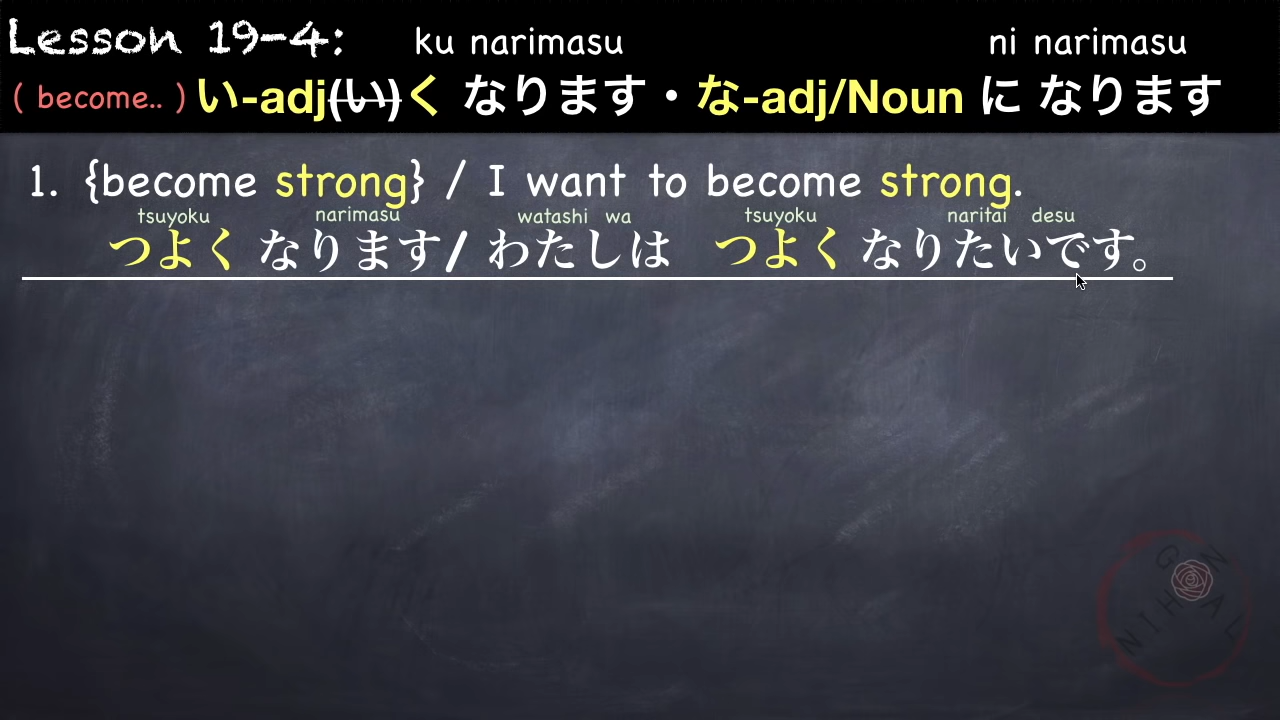 Lesson 19-4: ku narimasu ni narimasu
( become.. ) い-adj(い)く なります・な-adj/Noun に なります
1. {become strong} / I want to become strong.
tsuyoku narimasu watashi wa tsuyoku naritai desu
つよく なります/ わたしは つよく なりたいです。
NIHONGOAL